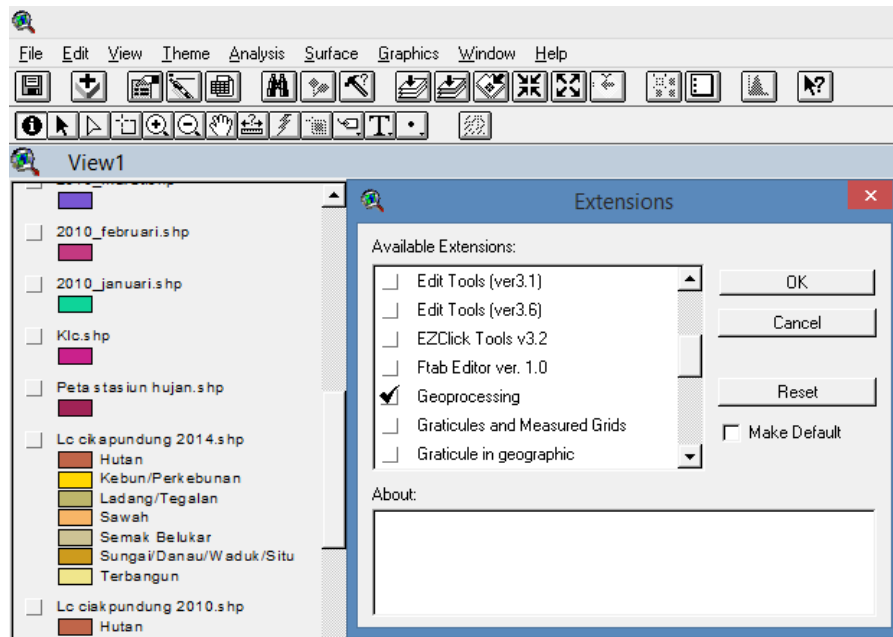 File Edit View Theme Analysis Surface Graphics Window Help
T
View1
2010_februari.shp
2010_januari.shp
Klc.shp
Peta stasiun hujan.shp
Lc cikapundung 2014.shp
Hutan
Kebun/Perkebunan
Ladang/Tegalan
Sawah
Semak Belukar
Sungai/Danau/Waduk/Situ
Terbangun
Lc ciakpundung 2010.shp
Hutan
Extensions
Available Extensions:
Edit Tools (ver3.1)
Edit Tools (ver3.6)
EZClick Tools v3.2
Ftab Editor ver. 1.0
Geoprocessing
Graticules and Measured Grids
Graticule in geographic
OK
Cancel
Reset
Make Default
About: